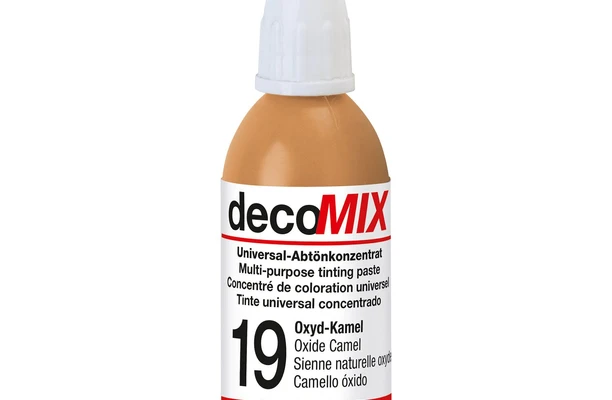 decoMIX
Universal-Abtönkonzentrat
Multi-purpose tinting paste
Concentré de coloration universel
Tinte universal concentrado
19
Oxyd-Kamel
Oxide Camel
Sienne naturelle oxyde
Camello óxido